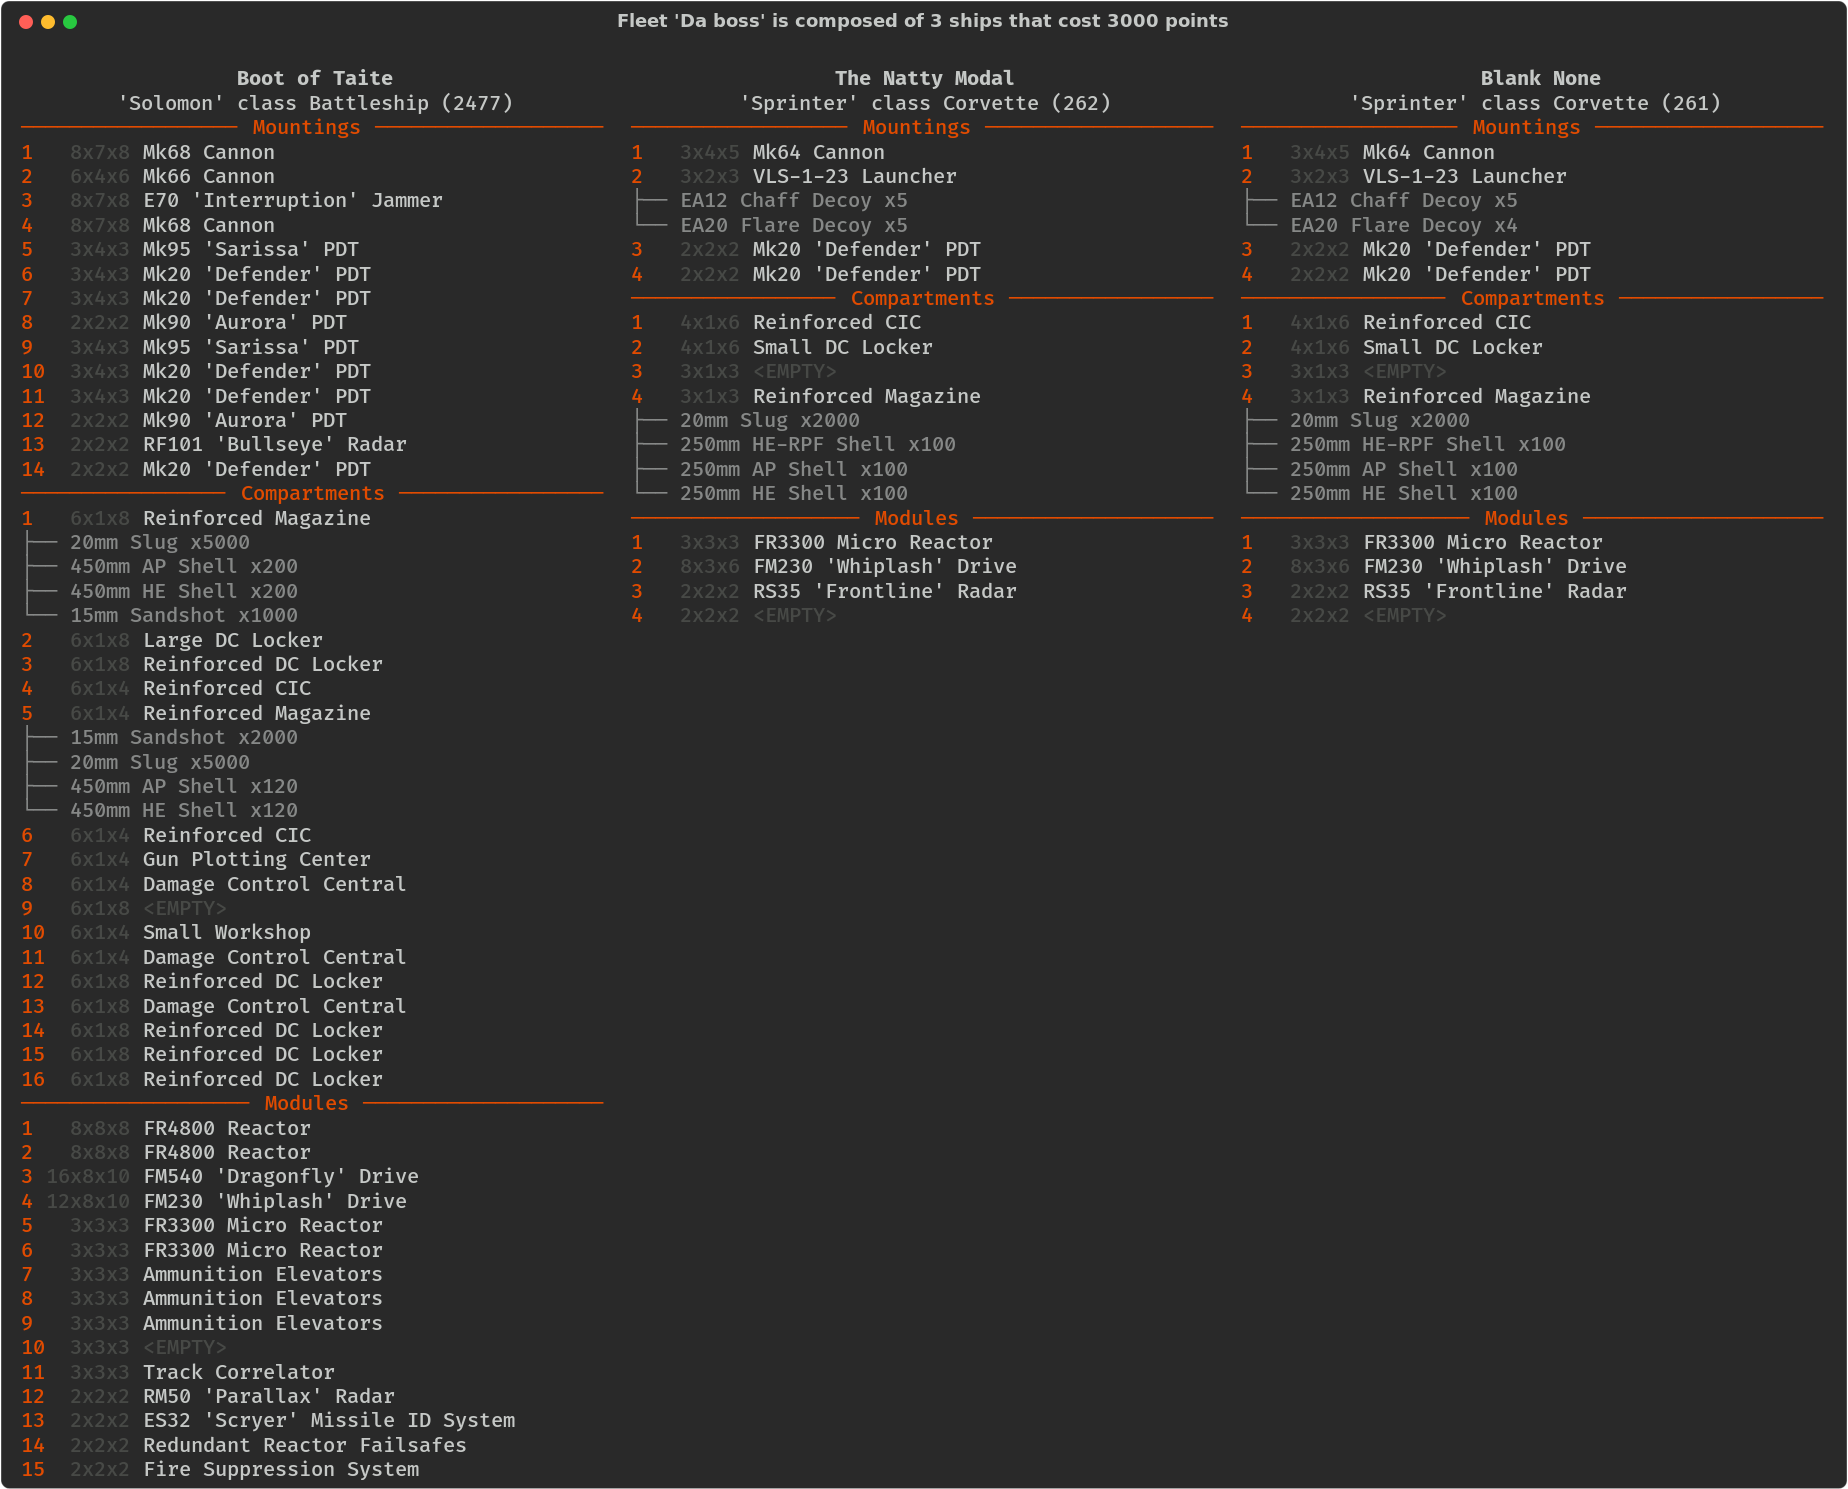 Fleet 'Da boss' is composed of 3 ships that cost 3000 points
Boot of Taite
'Solomon' class Battleship (2477)
Mountings
1 8x7x8 Mk68 Cannon
2 6x4x6 Mk66 Cannon
3 8x7x8 E70 'Interruption' Jammer
4 8x7x8 Mk68 Cannon
5 3x4x3 Mk95 'Sarissa' PDT
6 3x4x3 Mk20 'Defender' PDT
7 3x4x3 Mk20 'Defender' PDT
8 2x2x2 Mk90 'Aurora' PDT
9 3x4x3 Mk95 'Sarissa' PDT
10 3x4x3 Mk20 'Defender' PDT
11 3x4x3 Mk20 'Defender' PDT
12 2x2x2 Mk90 'Aurora' PDT
13 2x2x2 RF101 'Bullseye' Radar
14 2x2x2 Mk20 'Defender' PDT
Compartments
1 6x1x8 Reinforced Magazine
20mm Slug x5000
450mm AP Shell x200
450mm HE Shell x200
15mm Sandshot x1000
2 6x1x8 Large DC Locker
3 6x1x8 Reinforced DC Locker
4 6x1x4 Reinforced CIC
5 6x1x4 Reinforced Magazine
15mm Sandshot x2000
20mm Slug x5000
450mm AP Shell x120
450mm HE Shell x120
6 6x1x4 Reinforced CIC
7 6x1x4 Gun Plotting Center
8 6x1x4 Damage Control Central
9 6x1x8 <EMPTY>
10 6x1x4 Small Workshop
11 6x1x4 Damage Control Central
12 6x1x8 Reinforced DC Locker
13 6x1x8 Damage Control Central
14 6x1x8 Reinforced DC Locker
15 6x1x8 Reinforced DC Locker
16 6x1x8 Reinforced DC Locker
Modules
1 8x8x8 FR4800 Reactor
2 8x8x8 FR4800 Reactor
3 16x8x10 FM540 'Dragonfly' Drive
4 12x8x10 FM230 'Whiplash' Drive
5 3x3x3 FR3300 Micro Reactor
6 3x3x3 FR3300 Micro Reactor
7 3x3x3 Ammunition Elevators
8 3x3x3 Ammunition Elevators
9 3x3x3 Ammunition Elevators
10 3x3x3 <EMPTY>
11 3x3x3 Track Correlator
12 2x2x2 RM50 'Parallax' Radar
13 2x2x2 ES32 'Scryer' Missile ID System
14 2x2x2 Redundant Reactor Failsafes
15 2x2x2 Fire Suppression System
The Natty Modal
'Sprinter' class Corvette (262)
Mountings
1 3x4x5 Mk64 Cannon
2 3x2x3 VLS-1-23 Launcher
EA12 Chaff Decoy x5
EA20 Flare Decoy x5
3 2x2x2 Mk20 'Defender' PDT
4 2x2x2 Mk20 'Defender' PDT
Compartments
1 4x1x6 Reinforced CIC
2 4x1x6 Small DC Locker
3 3x1x3 <EMPTY>
4 3x1x3 Reinforced Magazine
20mm Slug x2000
250mm HE-RPF Shell x100
250mm AP Shell x100
250mm HE Shell x100
Modules
1 3x3x3 FR3300 Micro Reactor
2 8x3x6 FM230 'Whiplash' Drive
3 2x2x2 RS35 'Frontline' Radar
4 2x2x2 <EMPTY>
Blank None
'Sprinter' class Corvette (261)
Mountings
1 3x4x5 Mk64 Cannon
2 3x2x3 VLS-1-23 Launcher
EA12 Chaff Decoy x5
EA20 Flare Decoy x4
3 2x2x2 Mk20 'Defender' PDT
4 2x2x2 Mk20 'Defender' PDT
Compartments
1 4x1x6 Reinforced CIC
2 4x1x6 Small DC Locker
3 3x1x3 <EMPTY>
4 3x1x3 Reinforced Magazine
20mm Slug x2000
250mm HE-RPF Shell x100
250mm AP Shell x100
250mm HE Shell x100
Modules
1 3x3x3 FR3300 Micro Reactor
2 8x3x6 FM230 'Whiplash' Drive
3 2x2x2 RS35 'Frontline' Radar
4 2x2x2 <EMPTY>